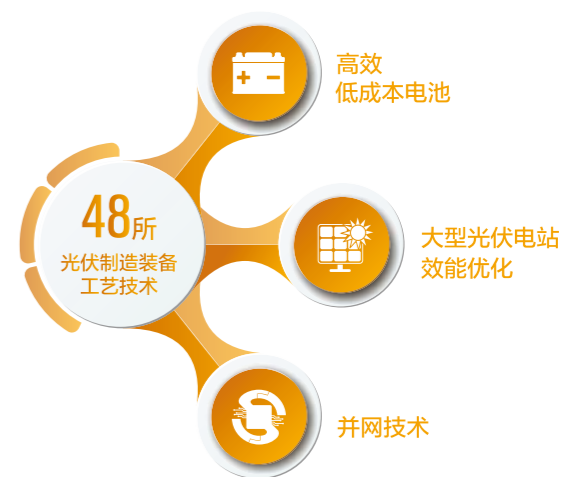 高效
低成本电池
48所
光伏制造装备
工艺技术
大型光伏电站
效能优化
并网技术